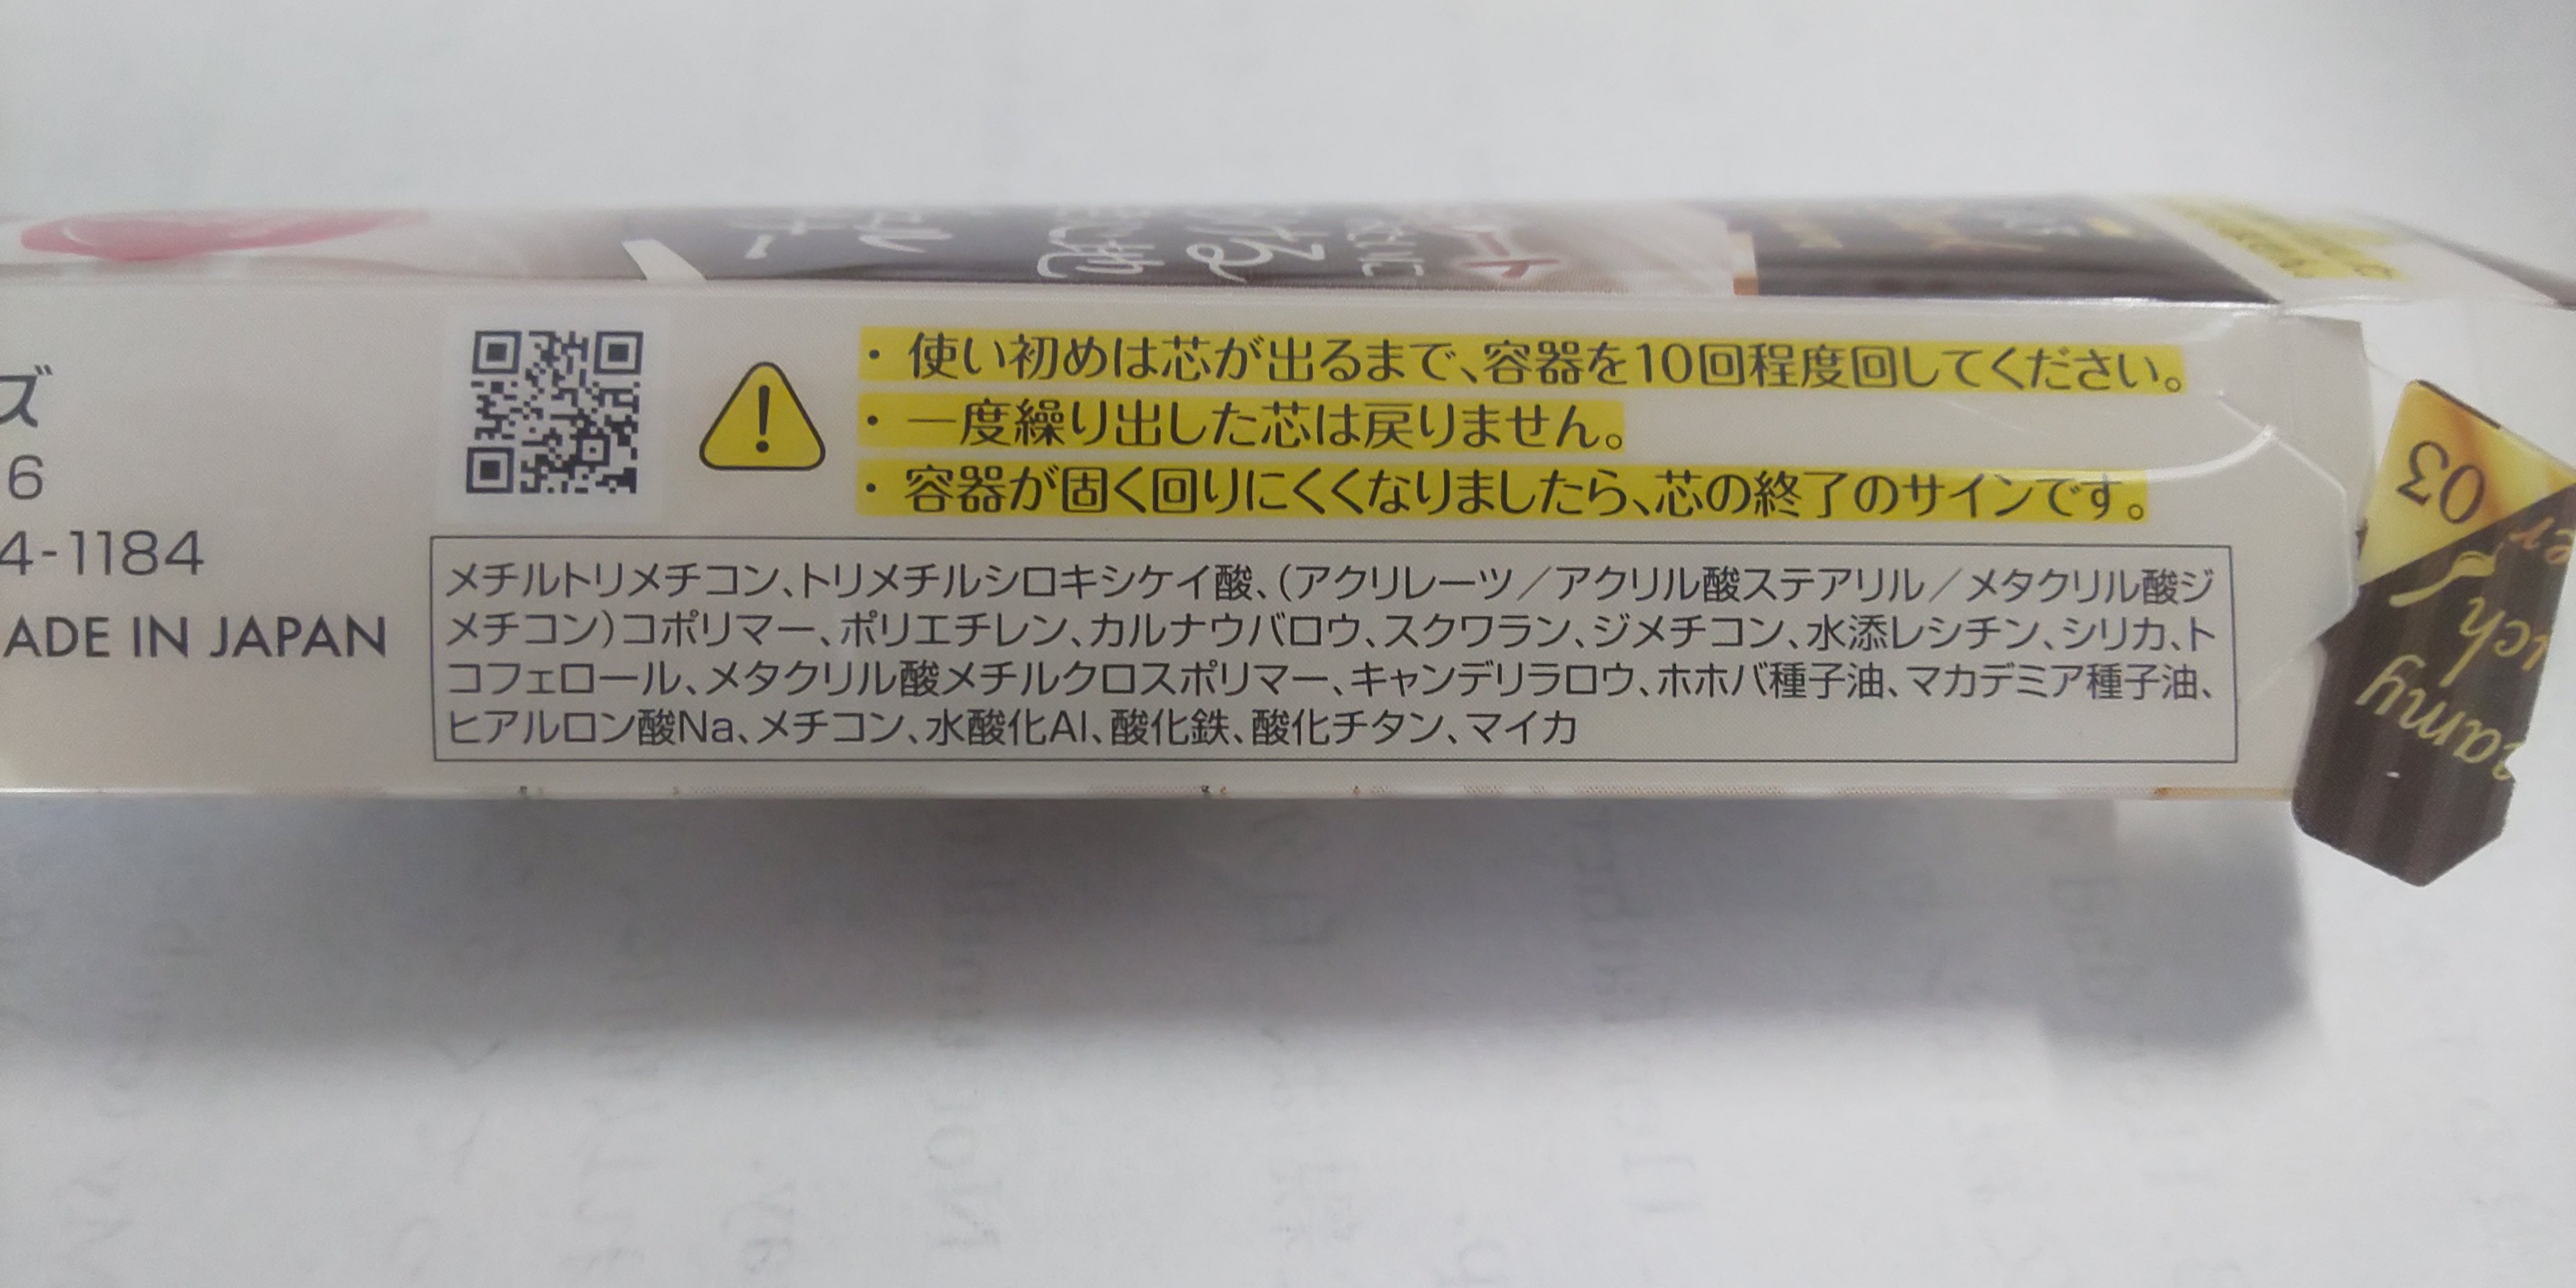 ズ
6
4-1184
ADE IN JAPAN
・使い初めは芯が出るまで、容器を10回程度回してください。
・一度繰り出した芯は戻りません。
・容器が固く回りにくくなりましたら、芯の終了のサインです。
メチルトリメチコン、トリメチルシロキシケイ酸、(アクリレーツ／アクリル酸ステアリル／メタクリル酸ジ
メチコン)コポリマー、ポリエチレン、カルナウバロウ、スクワラン、ジメチコン、水添レシチン、シリカ、ト
コフェロール、メタクリル酸メチルクロスポリマー、キャンデリラロウ、ホホバ種子油、マカデミア種子油、
ヒアルロン酸Na、メチコン、水酸化Al、酸化鉄、酸化チタン、マイカ
03